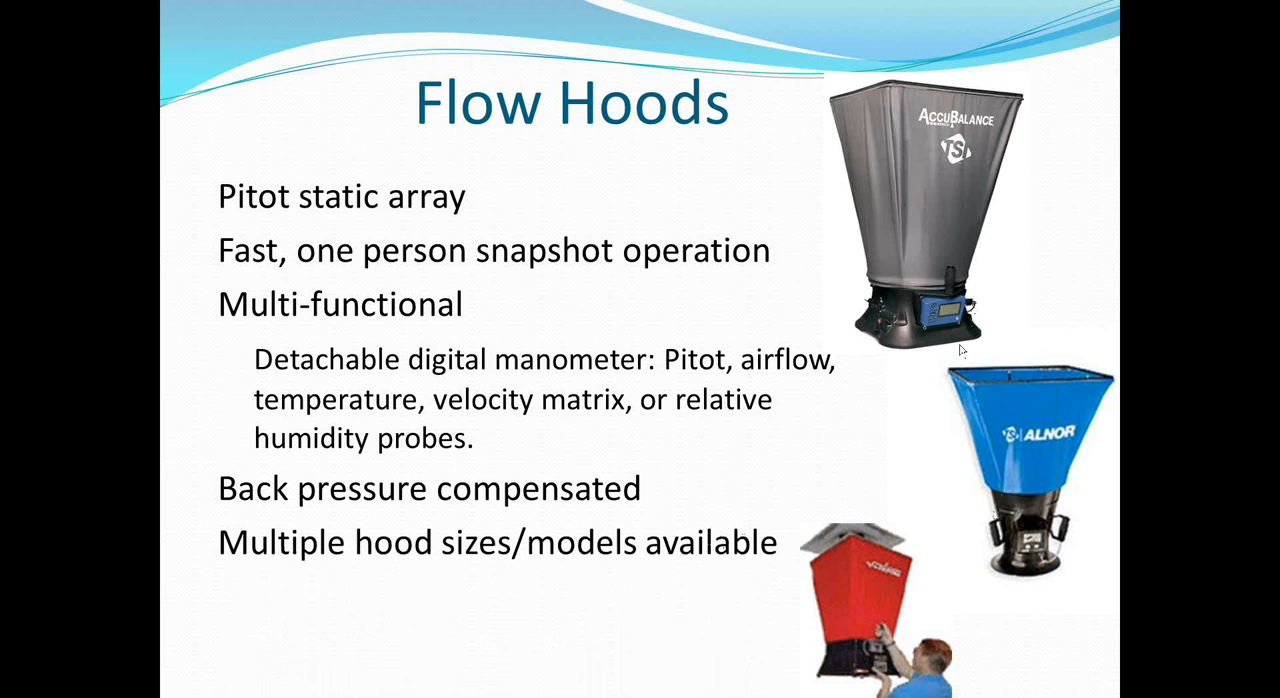 Flow Hoods
ACCUBALANCE
TSI
Pitot static array
Fast, one person snapshot operation
Multi-functional
Detachable digital manometer: Pitot, airflow,
temperature, velocity matrix, or relative
humidity probes.
TSI ALNOR
Back pressure compensated
Multiple hood sizes/models available